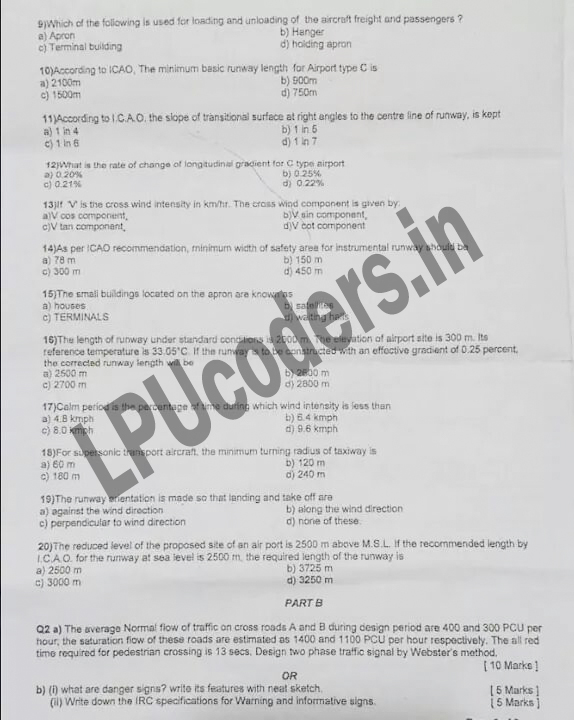 9)Which of the following is used for loading and unloading of the aircraft freight and passengers ?
a) Apron b) Hanger
c) Terminal building d) holding apron
10)According to ICAO, The minimum basic runway length for Airport type C is
a) 2100m b) 900m
c) 1500m d) 750m
11)According to I.C.A.O, the slope of transitional surface at right angles to the centre line of runway, is kept
a) 1 in 4 b) 1 in 5
c) 1 in 6 d) 1 in 7
12)What is the rate of change of longitudinal gradient for C type airport
a) 0.20% b) 0.25%
c) 0.21% d) 0.22%
13)If 'V' is the cross wind intensity in km/hr. The cross wind component is given by:
a)V cos component, b)V sin component,
c)V tan component, d)V cot component
14)As per ICAO recommendation, minimum width of safety area for instrumental runway should be
a) 78 m b) 150 m
c) 300 m d) 450 m
15)The small buildings located on the apron are known as
a) houses b) satellites
c) TERMINALS d) waiting halls
16)The length of runway under standard conditions is 2000 m. The elevation of airport site is 300 m. Its
reference temperature is 33.05°C. If the runway is to be constructed with an effective gradient of 0.25 percent,
the corrected runway length will be
a) 2500 m b) 2600 m
c) 2700 m d) 2800 m
17)Calm period is the percentage of time during which wind intensity is less than
a) 4.8 kmph b) 6.4 kmph
c) 8.0 kmph d) 9.6 kmph
18)For supersonic transport aircraft, the minimum turning radius of taxiway is
a) 60 m b) 120 m
c) 180 m d) 240 m
19)The runway orientation is made so that landing and take off are
a) against the wind direction b) along the wind direction
c) perpendicular to wind direction d) none of these.
20)The reduced level of the proposed site of an air port is 2500 m above M.S.L. If the recommended length by
I.C.A.O. for the runway at sea level is 2500 m, the required length of the runway is
a) 2500 m b) 3725 m
c) 3000 m d) 3250 m
PART B
Q2 a) The average Normal flow of traffic on cross roads A and B during design period are 400 and 300 PCU per
hour; the saturation flow of these roads are estimated as 1400 and 1100 PCU per hour respectively. The all red
time required for pedestrian crossing is 13 secs. Design two phase traffic signal by Webster's method.
[ 10 Marks ]
OR
b) (i) what are danger signs? write its features with neat sketch. [ 5 Marks ]
(ii) Write down the IRC specifications for Warning and informative signs. [ 5 Marks ]
LPUcoders.in